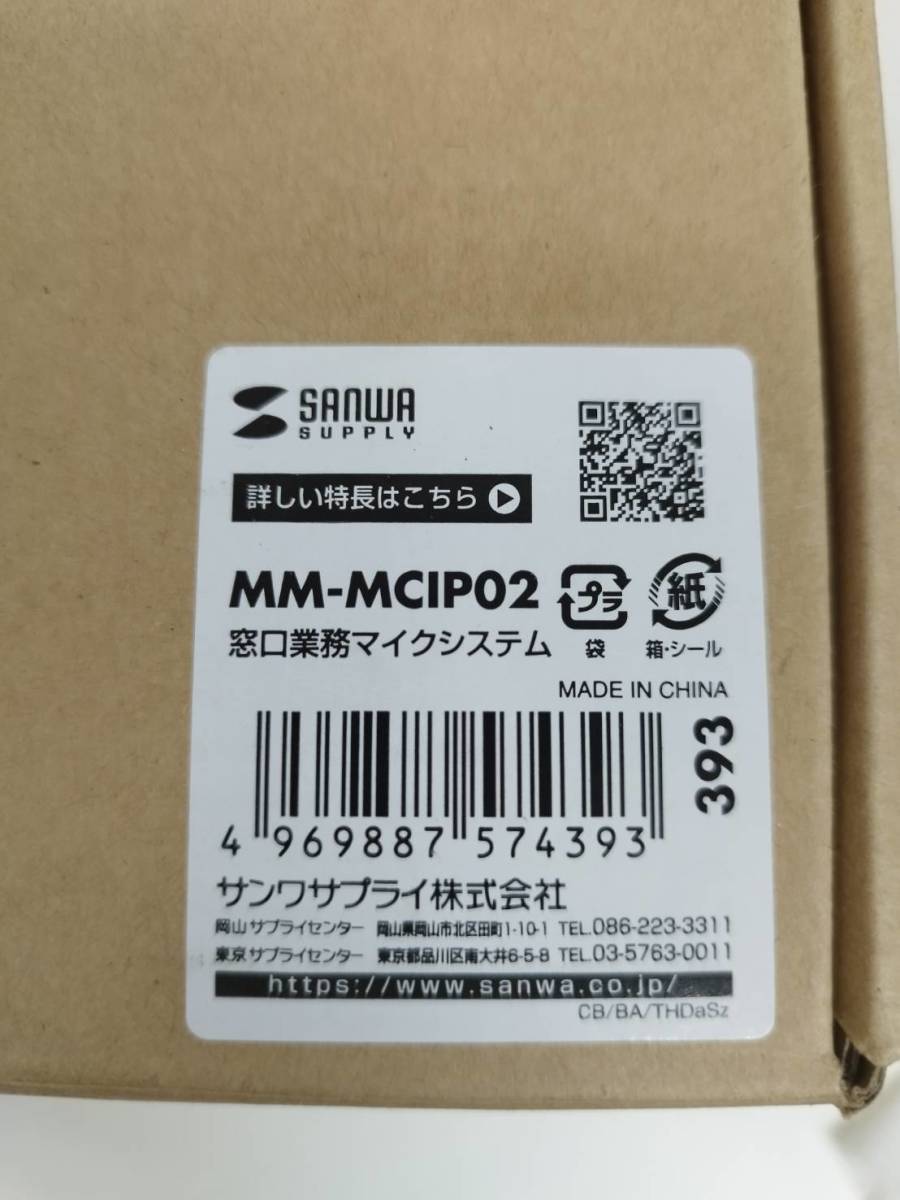 SANWA
SUPPLY
詳しい特長はこちら
MM-MCIP02
窓口業務マイクシステム
プラ
袋
紙
箱・シール
MADE IN CHINA
393
4 969887 574393
サンワサプライ株式会社
岡山サプライセンター 岡山県岡山市北区田町1-10-1 TEL.086-223-3311
東京サプライセンター 東京都品川区南大井6-5-8 TEL.03-5763-0011
https://www.sanwa.co.jp/
CB/BA/THDaSz